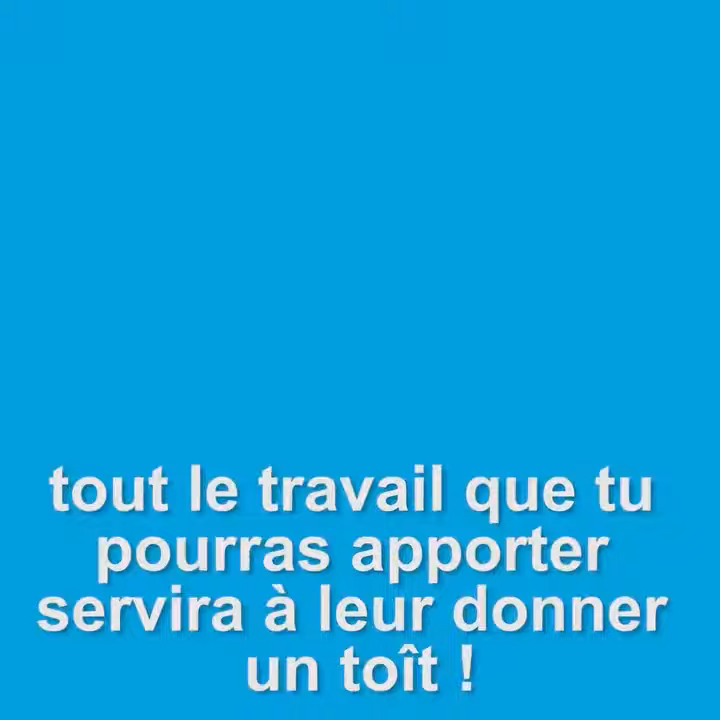 tout le travail que tu
pourras apporter
servira à leur donner
un toît !